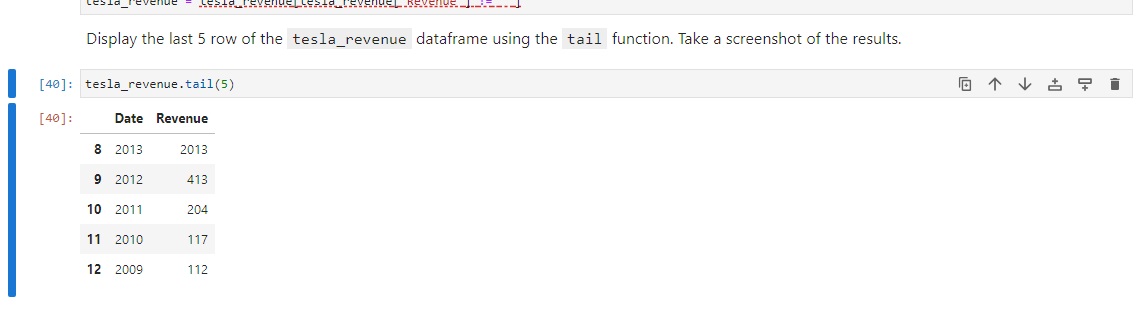 tesla_revenue = tesla_revenue[tesla_revenue['Revenue'] != ""]
Display the last 5 row of the tesla_revenue dataframe using the tail function. Take a screenshot of the results.
[40]: tesla_revenue.tail(5)
[40]: Date Revenue
8 2013 2013
9 2012 413
10 2011 204
11 2010 117
12 2009 112